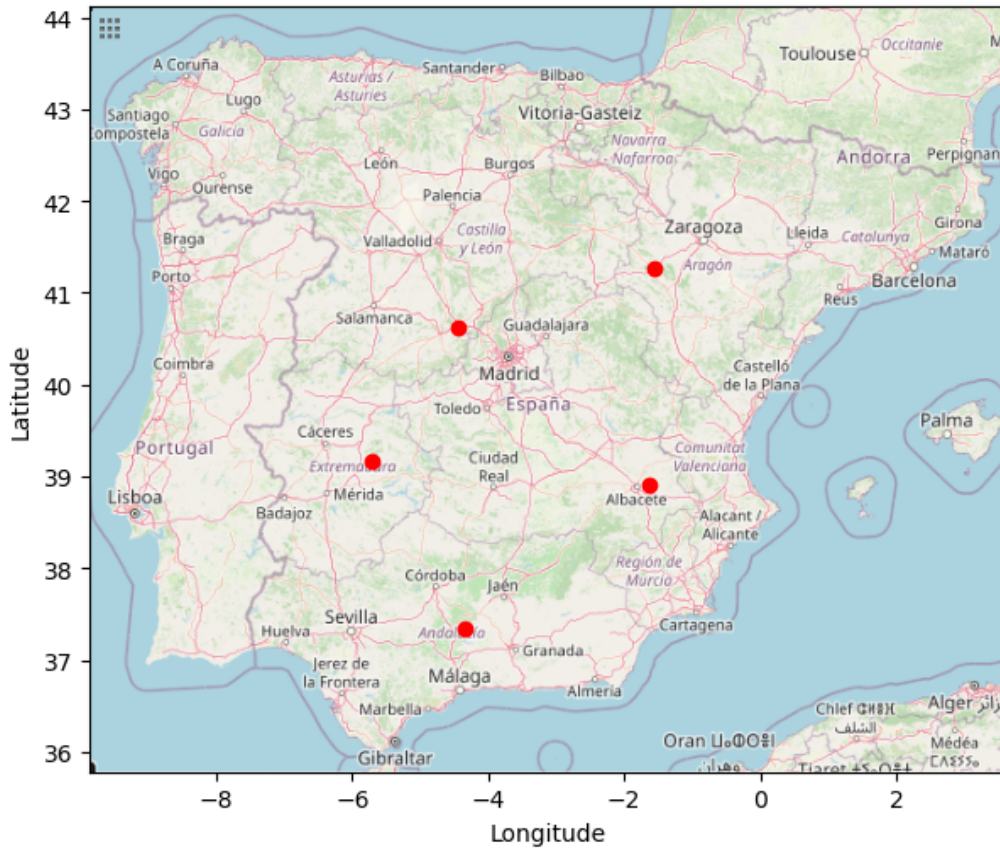 44
43
42
41
40
39
38
37
36
Latitude
−8
−6
−4
−2
0
2
Longitude
A Coruña
Santiago
Compostela
Lugo
Galicia
Vigo
Ourense
Asturias /
Asturies
León
Santander
Bilbao
Vitoria-Gasteiz
Navarra
- Nafarroa
Burgos
Palencia
Castilla
y León
Valladolid
Toulouse
Occitanie
M
Andorra
Perpignan
Girona
Zaragoza
Lleida
Catalunya
Mataró
Aragón
Barcelona
Reus
Braga
Porto
Salamanca
Guadalajara
Madrid
Coimbra
Toledo
España
Castelló
de la Plana
Palma
Portugal
Cáceres
Ciudad
Real
Comunitat
Valenciana
Lisboa
Mérida
Badajoz
Albacete
Alacant /
Alicante
Región de
Murcia
Córdoba
Jaén
Sevilla
Huelva
Cartagena
Granada
Jerez de
la Frontera
Málaga
Almería
Marbella
Gibraltar
Oran
وهران
Chlef
الشلف
Alger
Médéa
Tiaret